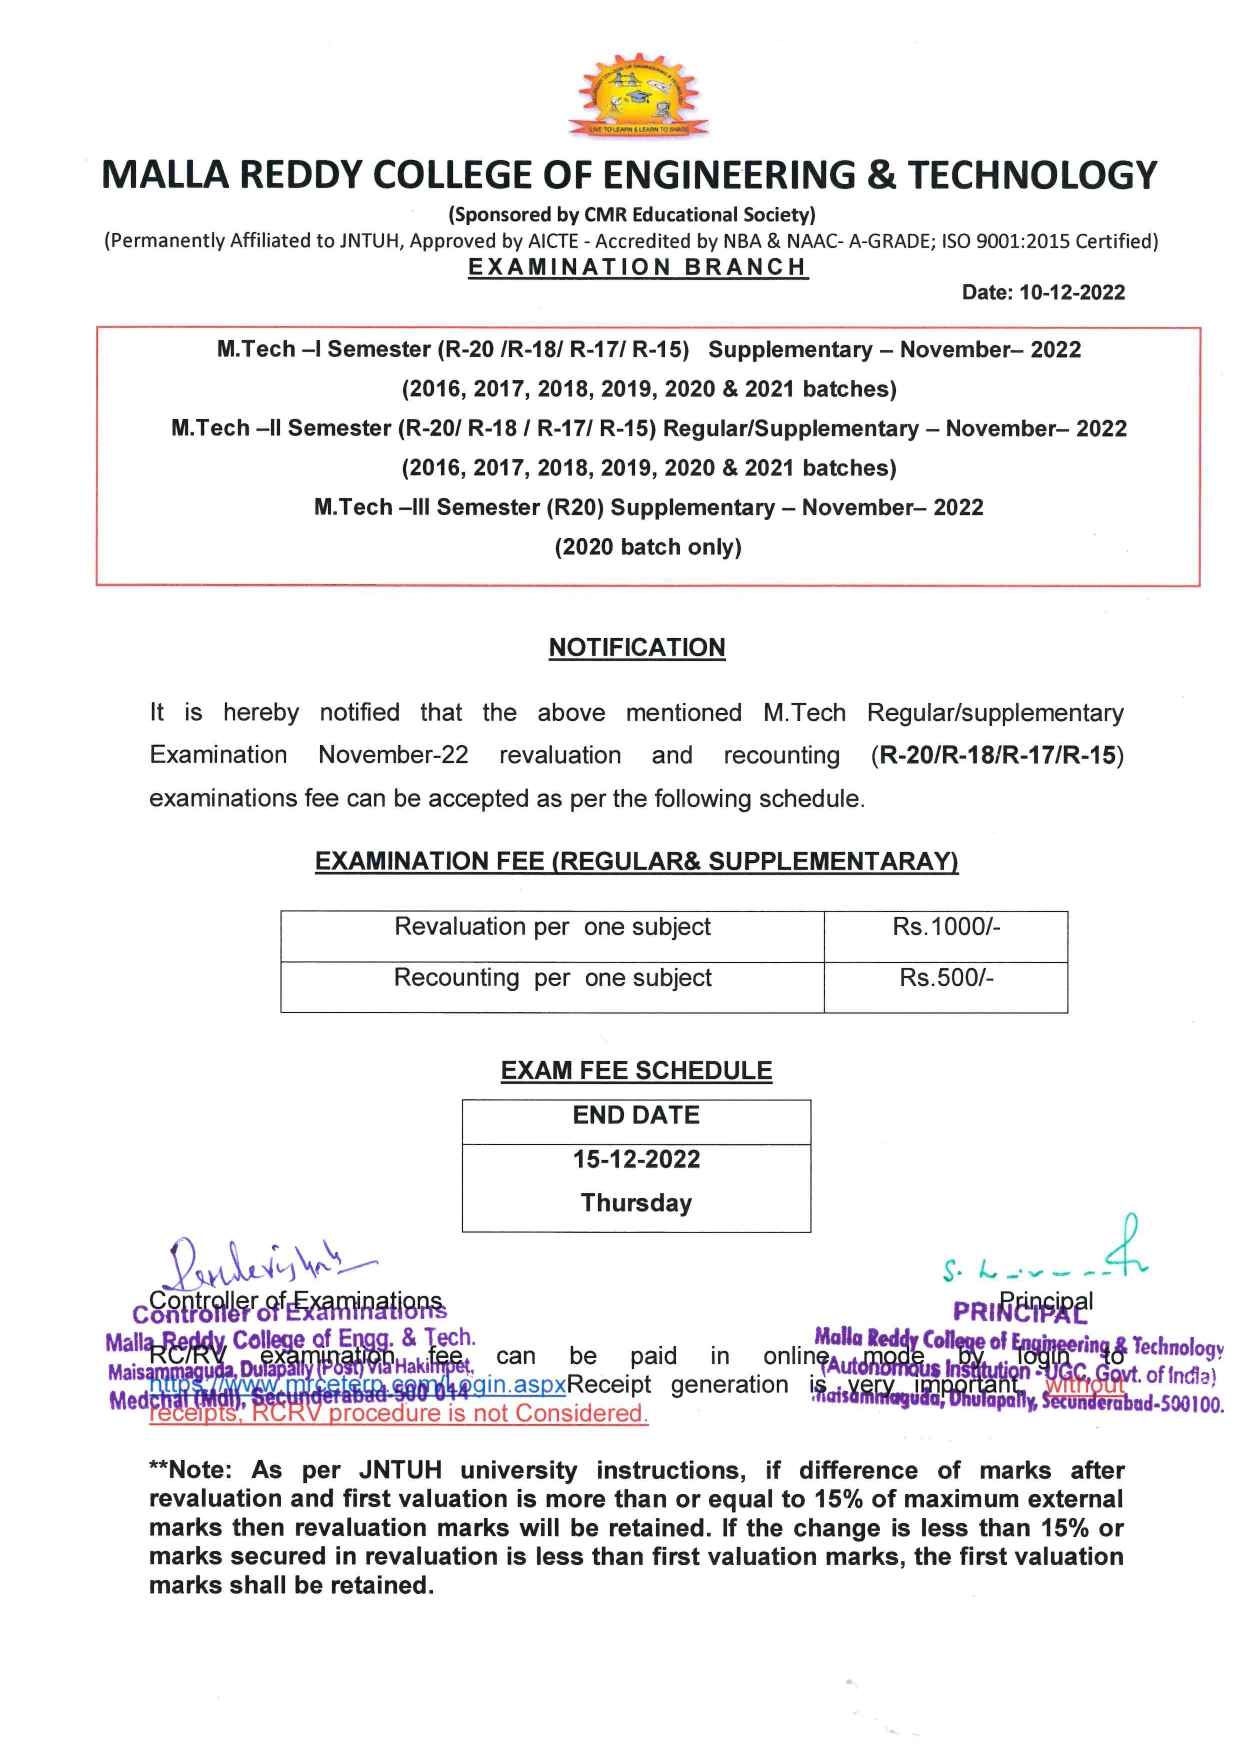 LIVE TO LEARN & LEARN TO SHARE
MALLA REDDY COLLEGE OF ENGINEERING & TECHNOLOGY
(Sponsored by CMR Educational Society)
(Permanently Affiliated to JNTUH, Approved by AICTE - Accredited by NBA & NAAC- A-GRADE; ISO 9001:2015 Certified)
EXAMINATION BRANCH
Date: 10-12-2022
M.Tech –I Semester (R-20 /R-18/ R-17/ R-15) Supplementary – November– 2022
(2016, 2017, 2018, 2019, 2020 & 2021 batches)
M.Tech –II Semester (R-20/ R-18 / R-17/ R-15) Regular/Supplementary – November– 2022
(2016, 2017, 2018, 2019, 2020 & 2021 batches)
M.Tech –III Semester (R20) Supplementary – November– 2022
(2020 batch only)
NOTIFICATION
It is hereby notified that the above mentioned M.Tech Regular/supplementary
Examination November-22 revaluation and recounting (R-20/R-18/R-17/R-15)
examinations fee can be accepted as per the following schedule.
EXAMINATION FEE (REGULAR& SUPPLEMENTARAY)
Revaluation per one subject Rs.1000/-
Recounting per one subject Rs.500/-
EXAM FEE SCHEDULE
END DATE
15-12-2022
Thursday
Controller of Examinations Principal
Controller of Examinations PRINCIPAL
Malla Reddy College of Engg. & Tech. Malla Reddy College of Engineering & Technology
RC/RV examination fee can be paid in online mode by login to
Maisammaguda, Dulapally (Post) Via Hakimpet, (Autonomous Institution -UGC, Govt. of India)
https://www.mrceterp.com/Login.aspxReceipt generation is very important, without
Medchal (Mdl), Secunderabad-500 014 Maisammaguda, Dhulapally, Secunderabad-500100.
receipts, RCRV procedure is not Considered.
**Note: As per JNTUH university instructions, if difference of marks after
revaluation and first valuation is more than or equal to 15% of maximum external
marks then revaluation marks will be retained. If the change is less than 15% or
marks secured in revaluation is less than first valuation marks, the first valuation
marks shall be retained.